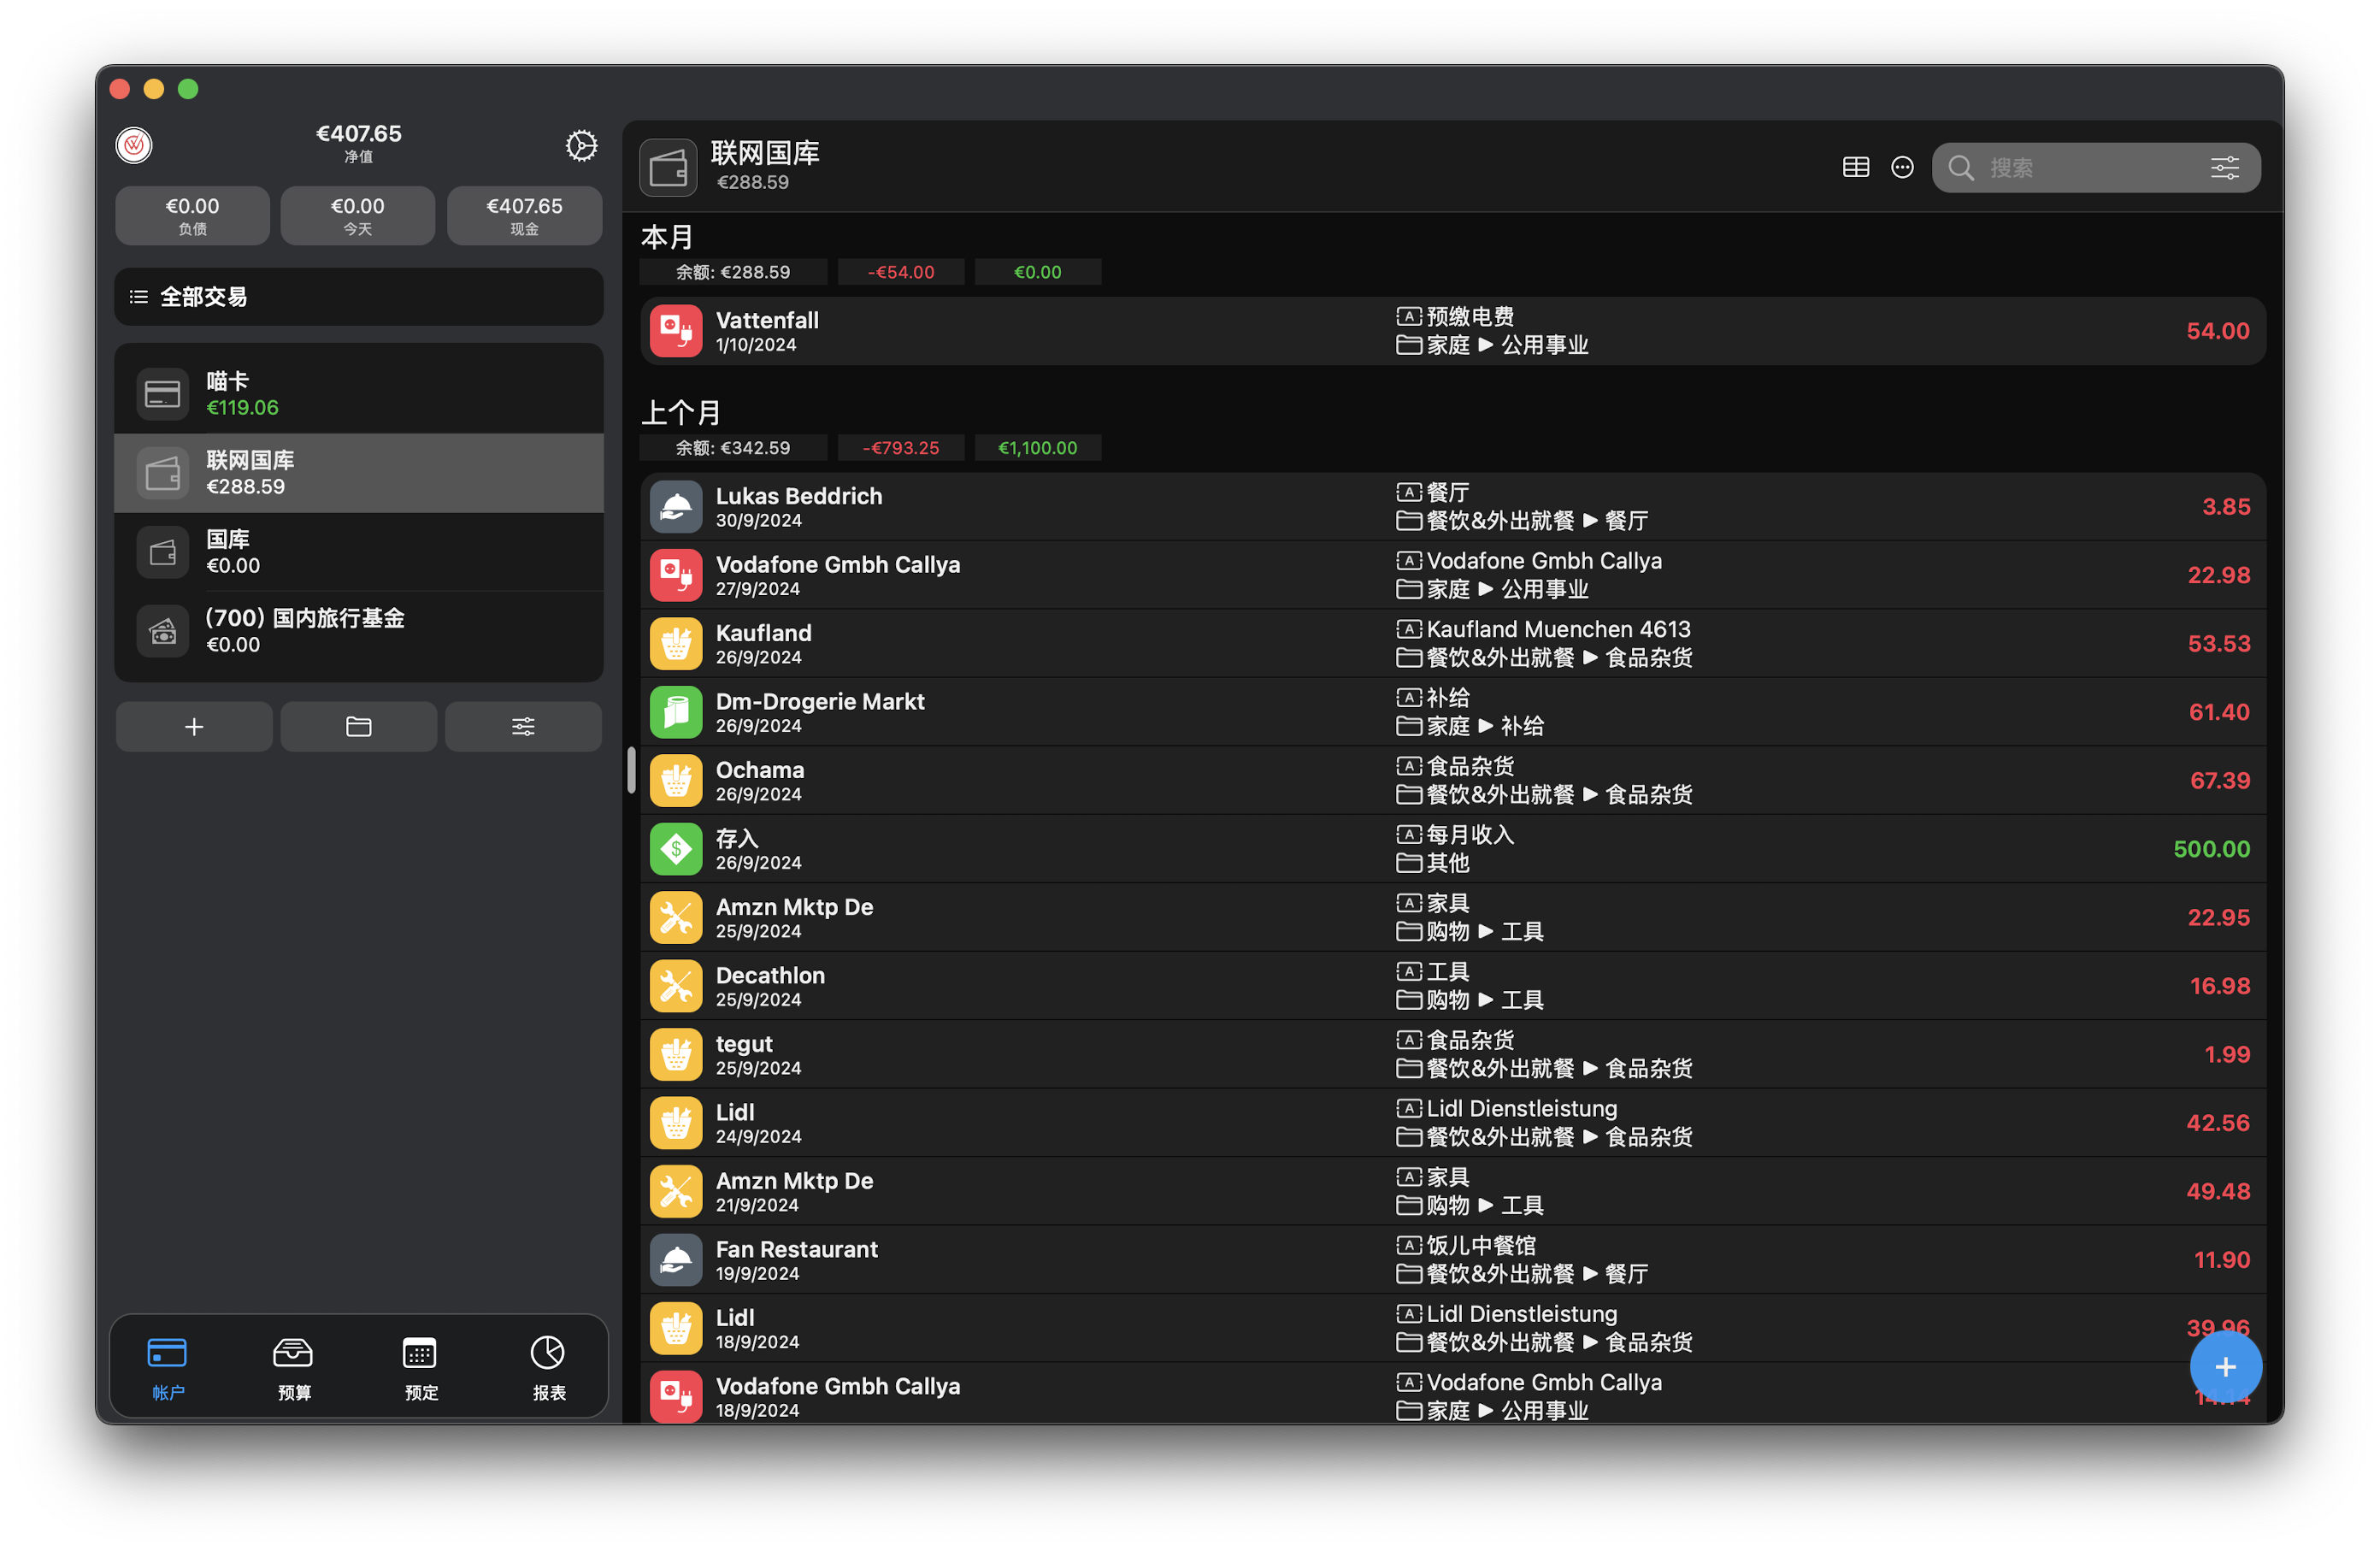 €407.65
净值
€0.00
负债
€0.00
今天
€407.65
现金
全部交易
喵卡
€119.06
联网国库
€288.59
国库
€0.00
(700) 国内旅行基金
€0.00
帐户
预算
预定
报表
联网国库
€288.59
搜索
本月
余额: €288.59 -€54.00 €0.00
Vattenfall
1/10/2024
预缴电费
家庭 ▶ 公用事业
54.00
上个月
余额: €342.59 -€793.25 €1,100.00
Lukas Beddrich
30/9/2024
餐厅
餐饮&外出就餐 ▶ 餐厅
3.85
Vodafone Gmbh Callya
27/9/2024
Vodafone Gmbh Callya
家庭 ▶ 公用事业
22.98
Kaufland
26/9/2024
Kaufland Muenchen 4613
餐饮&外出就餐 ▶ 食品杂货
53.53
Dm-Drogerie Markt
26/9/2024
补给
家庭 ▶ 补给
61.40
Ochama
26/9/2024
食品杂货
餐饮&外出就餐 ▶ 食品杂货
67.39
存入
26/9/2024
每月收入
其他
500.00
Amzn Mktp De
25/9/2024
家具
购物 ▶ 工具
22.95
Decathlon
25/9/2024
工具
购物 ▶ 工具
16.98
tegut
25/9/2024
食品杂货
餐饮&外出就餐 ▶ 食品杂货
1.99
Lidl
24/9/2024
Lidl Dienstleistung
餐饮&外出就餐 ▶ 食品杂货
42.56
Amzn Mktp De
21/9/2024
家具
购物 ▶ 工具
49.48
Fan Restaurant
19/9/2024
饭儿中餐馆
餐饮&外出就餐 ▶ 餐厅
11.90
Lidl
18/9/2024
Lidl Dienstleistung
餐饮&外出就餐 ▶ 食品杂货
39.96
Vodafone Gmbh Callya
18/9/2024
Vodafone Gmbh Callya
家庭 ▶ 公用事业